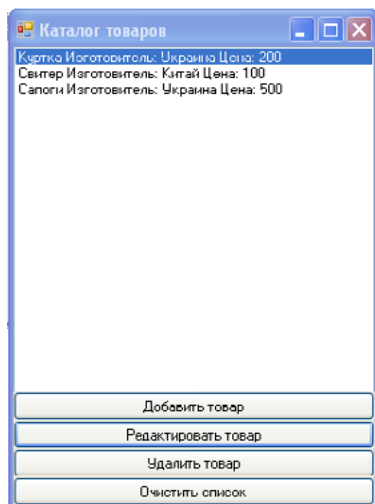 Каталог товаров
Куртка Изготовитель: Украина Цена: 200
Свитер Изготовитель: Китай Цена: 100
Сапоги Изготовитель: Украина Цена: 500
Добавить товар
Редактировать товар
Удалить товар
Очистить список